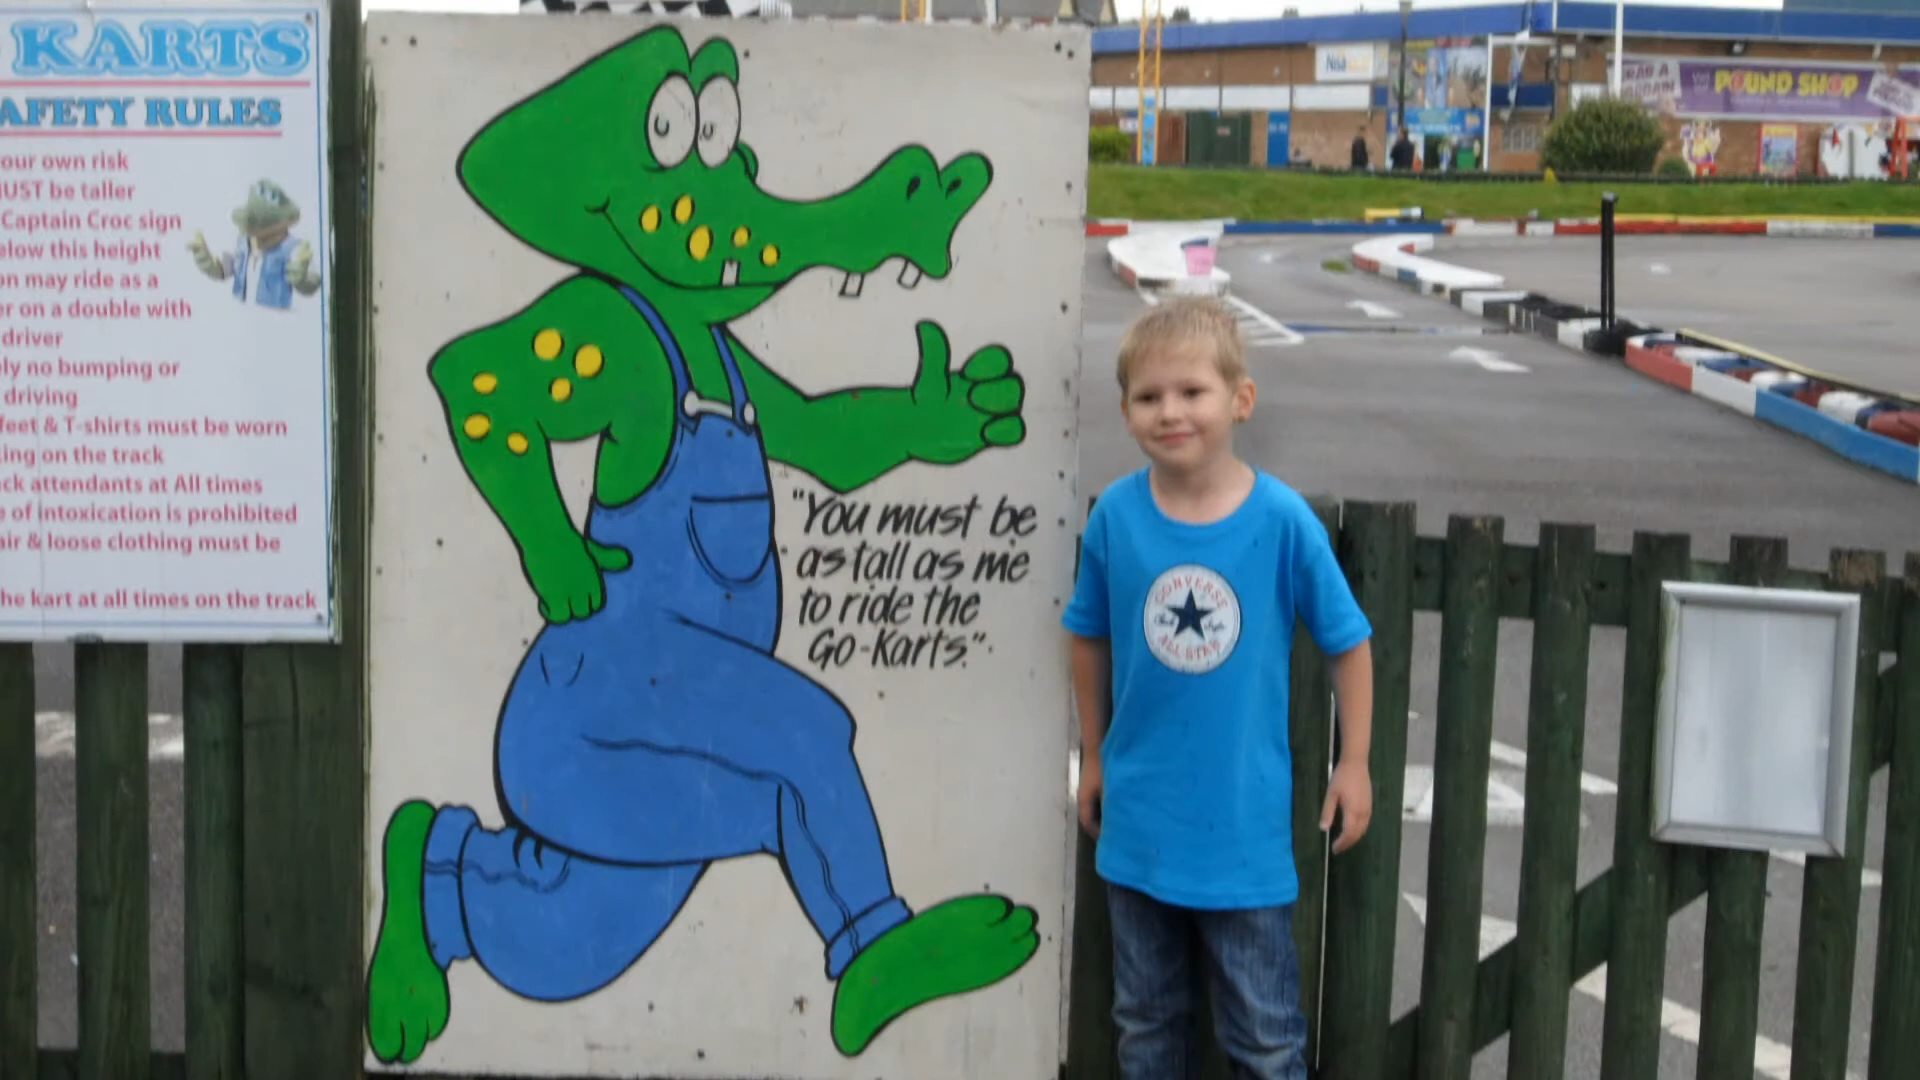 KARTS
AFETY RULES
our own risk
MUST be taller
Captain Croc sign
elow this height
on may ride as a
er on a double with
driver
ly no bumping or
driving
feet & T-shirts must be worn
ing on the track
ck attendants at All times
e of intoxication is prohibited
air & loose clothing must be
he kart at all times on the track
"You must be
as tall as me
to ride the
Go-Karts."
CONVERSE
ALL STAR
POUND SHOP